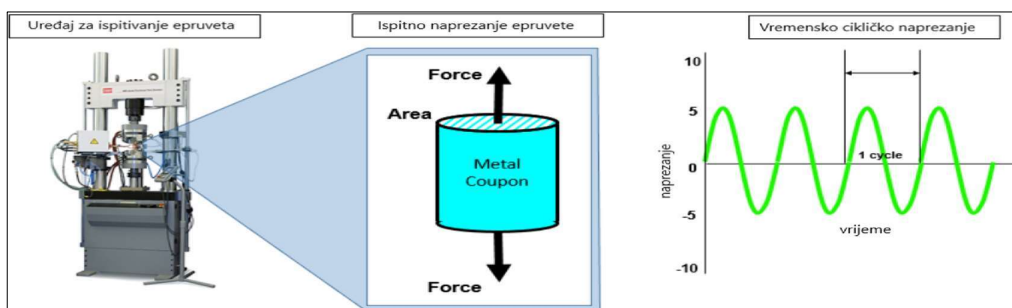 Uređaj za ispitivanje epruveta
Ispitno naprezanje epruvete
Vremensko cikličko naprezanje
Force
Area
Metal
Coupon
Force
10
5
0
-5
-10
naprezanje
1 cycle
vrijeme